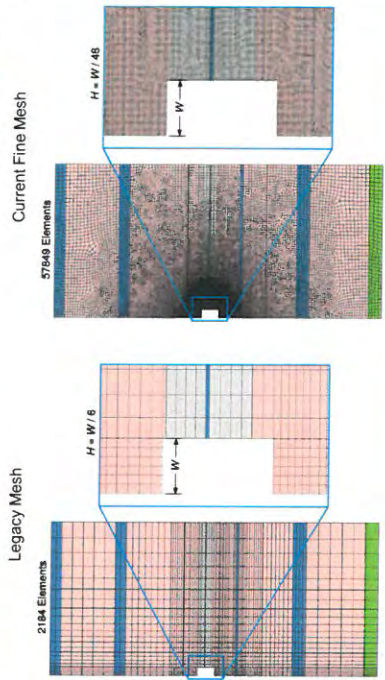 Legacy Mesh
2184 Elements
H = W / 6
W
Current Fine Mesh
57849 Elements
H = W / 48
W